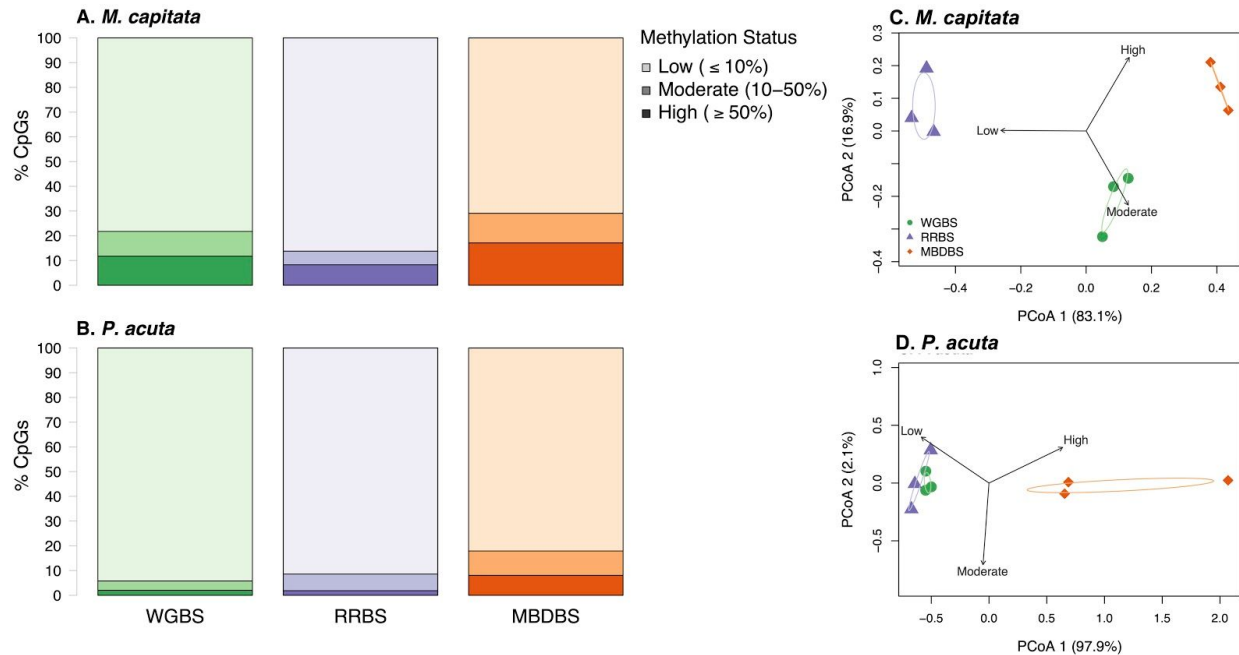 A. M. capitata
100
90
80
70
60
50
40
30
20
10
0
% CpGs
Methylation Status
Low ( ≤ 10%)
Moderate (10–50%)
High ( ≥ 50%)
B. P. acuta
100
90
80
70
60
50
40
30
20
10
0
% CpGs
WGBS RRBS MBDBS
C. M. capitata
0.3
0.2
0.1
0.0
−0.2
−0.4
PCoA 2 (16.9%)
High
Low
Moderate
WGBS
RRBS
MBDBS
−0.4 −0.2 0.0 0.2 0.4
PCoA 1 (83.1%)
D. P. acuta
1.0
0.5
0.0
−0.5
PCoA 2 (2.1%)
Low
High
Moderate
−0.5 0.0 0.5 1.0 1.5 2.0
PCoA 1 (97.9%)